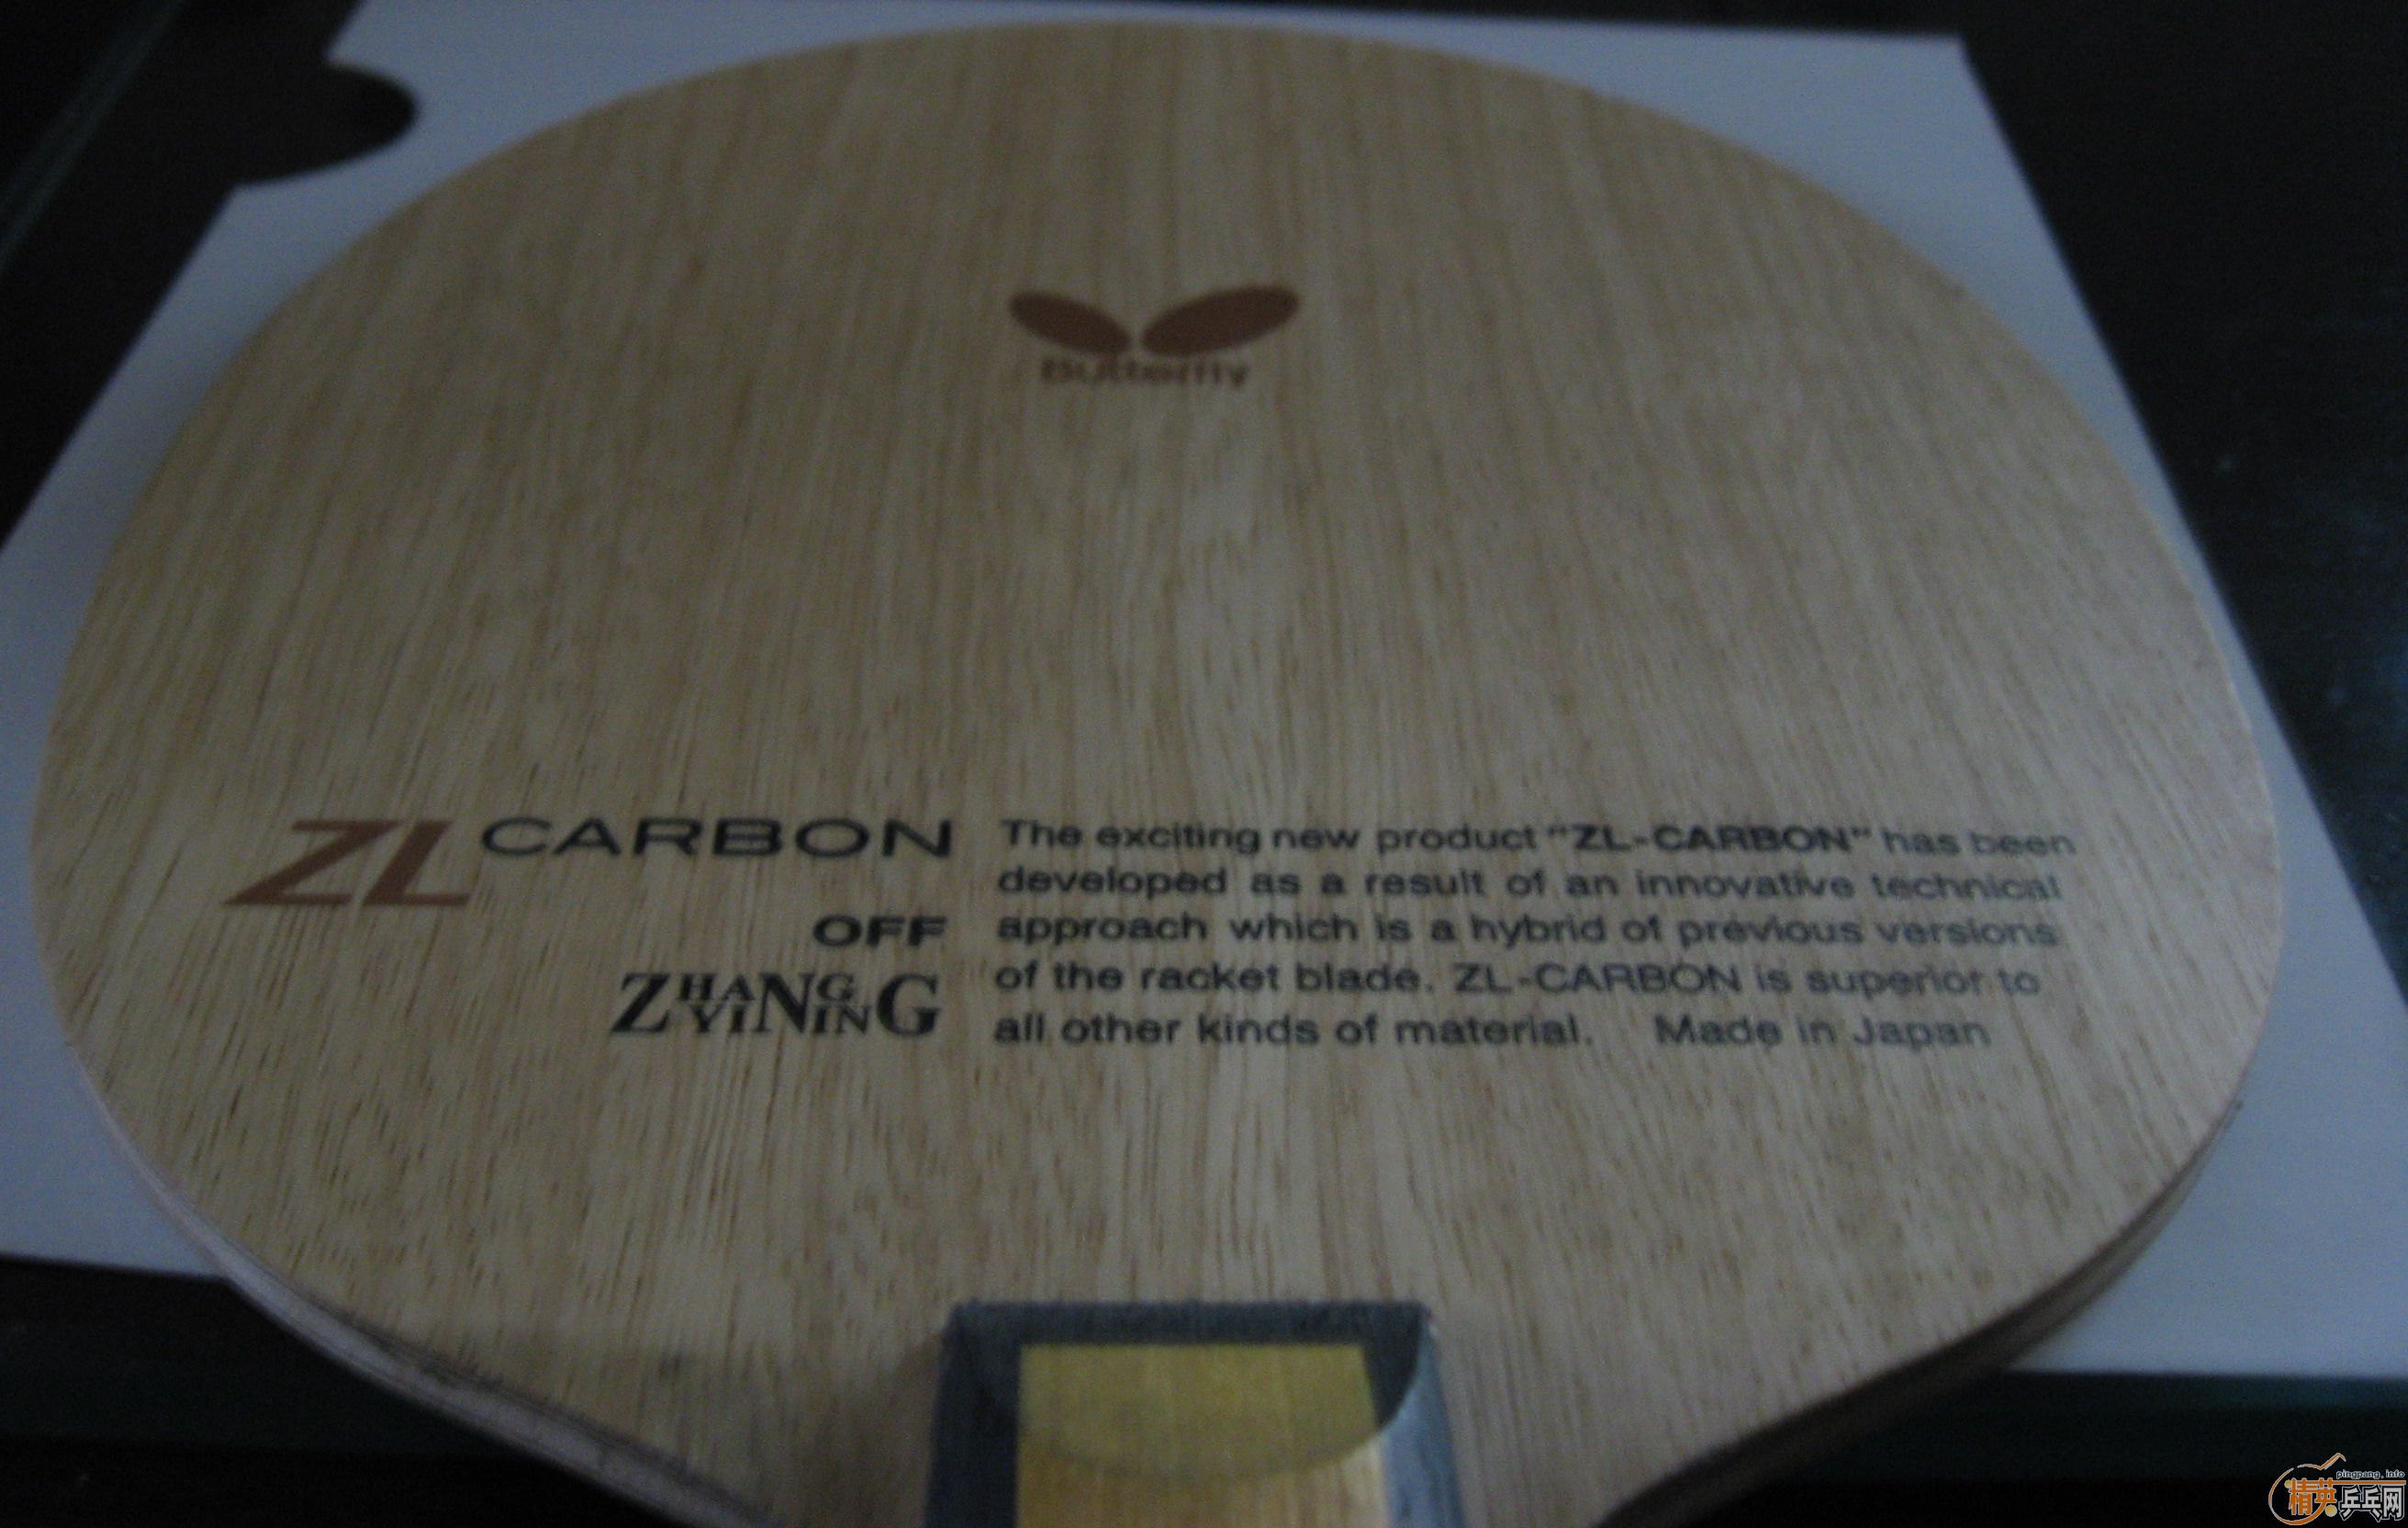 Butterfly
ZL CARBON
OFF
ZHANG YINING
The exciting new product "ZL-CARBON" has been
developed as a result of an innovative technical
approach which is a hybrid of previous versions
of the racket blade. ZL-CARBON is superior to
all other kinds of material. Made in Japan
pingpang.info
精英乒乓网